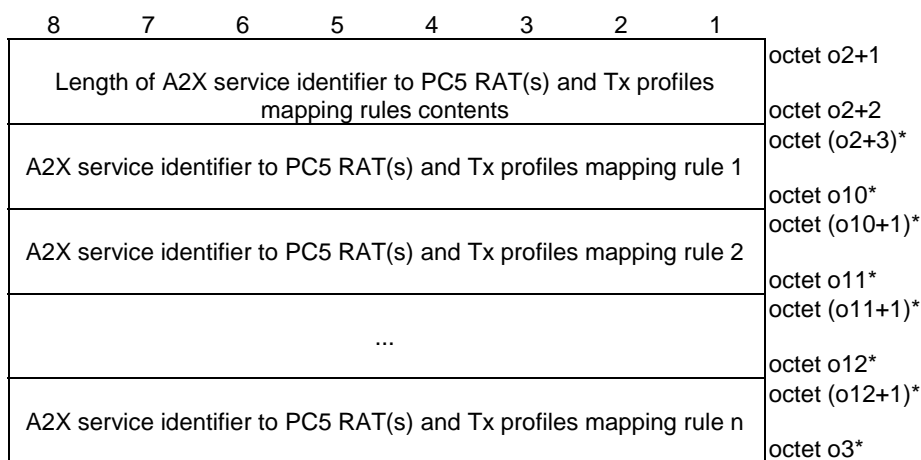 8 7 6 5 4 3 2 1
Length of A2X service identifier to PC5 RAT(s) and Tx profiles
mapping rules contents
octet o2+1
octet o2+2
A2X service identifier to PC5 RAT(s) and Tx profiles mapping rule 1
octet (o2+3)*
octet o10*
A2X service identifier to PC5 RAT(s) and Tx profiles mapping rule 2
octet (o10+1)*
octet o11*
...
octet (o11+1)*
octet o12*
A2X service identifier to PC5 RAT(s) and Tx profiles mapping rule n
octet (o12+1)*
octet o3*